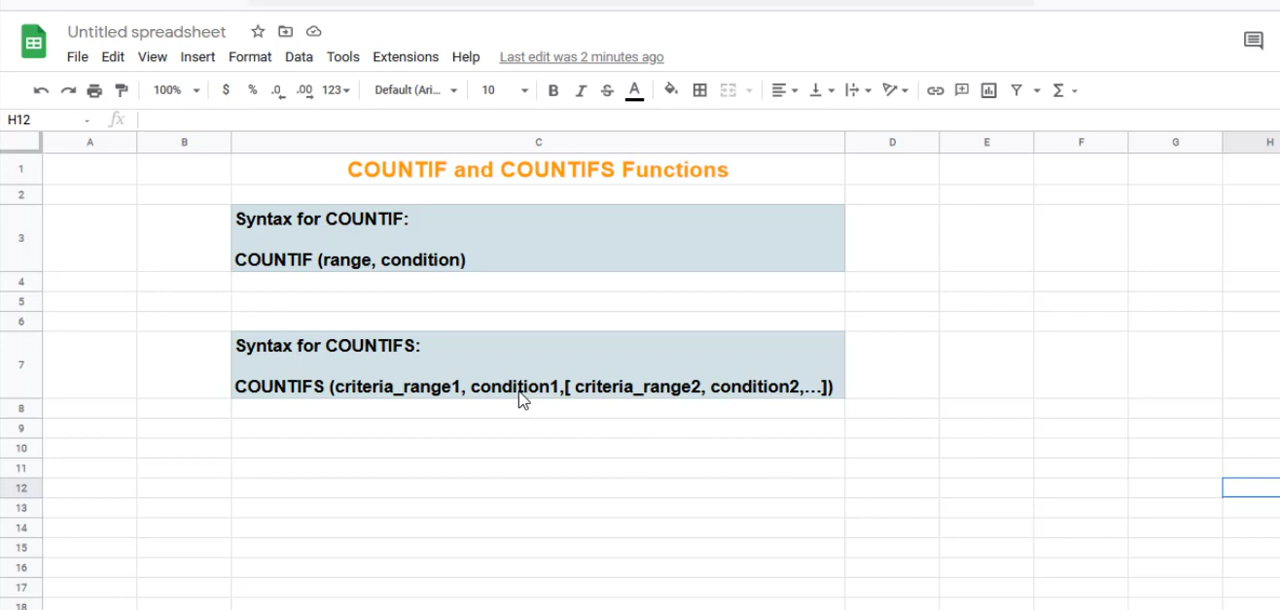 Untitled spreadsheet
File Edit View Insert Format Data Tools Extensions Help Last edit was 2 minutes ago
100% $ % .0 .00 123 Default (Ari... 10 B I S A Σ
H12 fx
A B C D E F G H
1 COUNTIF and COUNTIFS Functions
2
Syntax for COUNTIF:
3
COUNTIF (range, condition)
4
5
6
Syntax for COUNTIFS:
7
COUNTIFS (criteria_range1, condition1,[ criteria_range2, condition2,...])
8
9
10
11
12
13
14
15
16
17
18